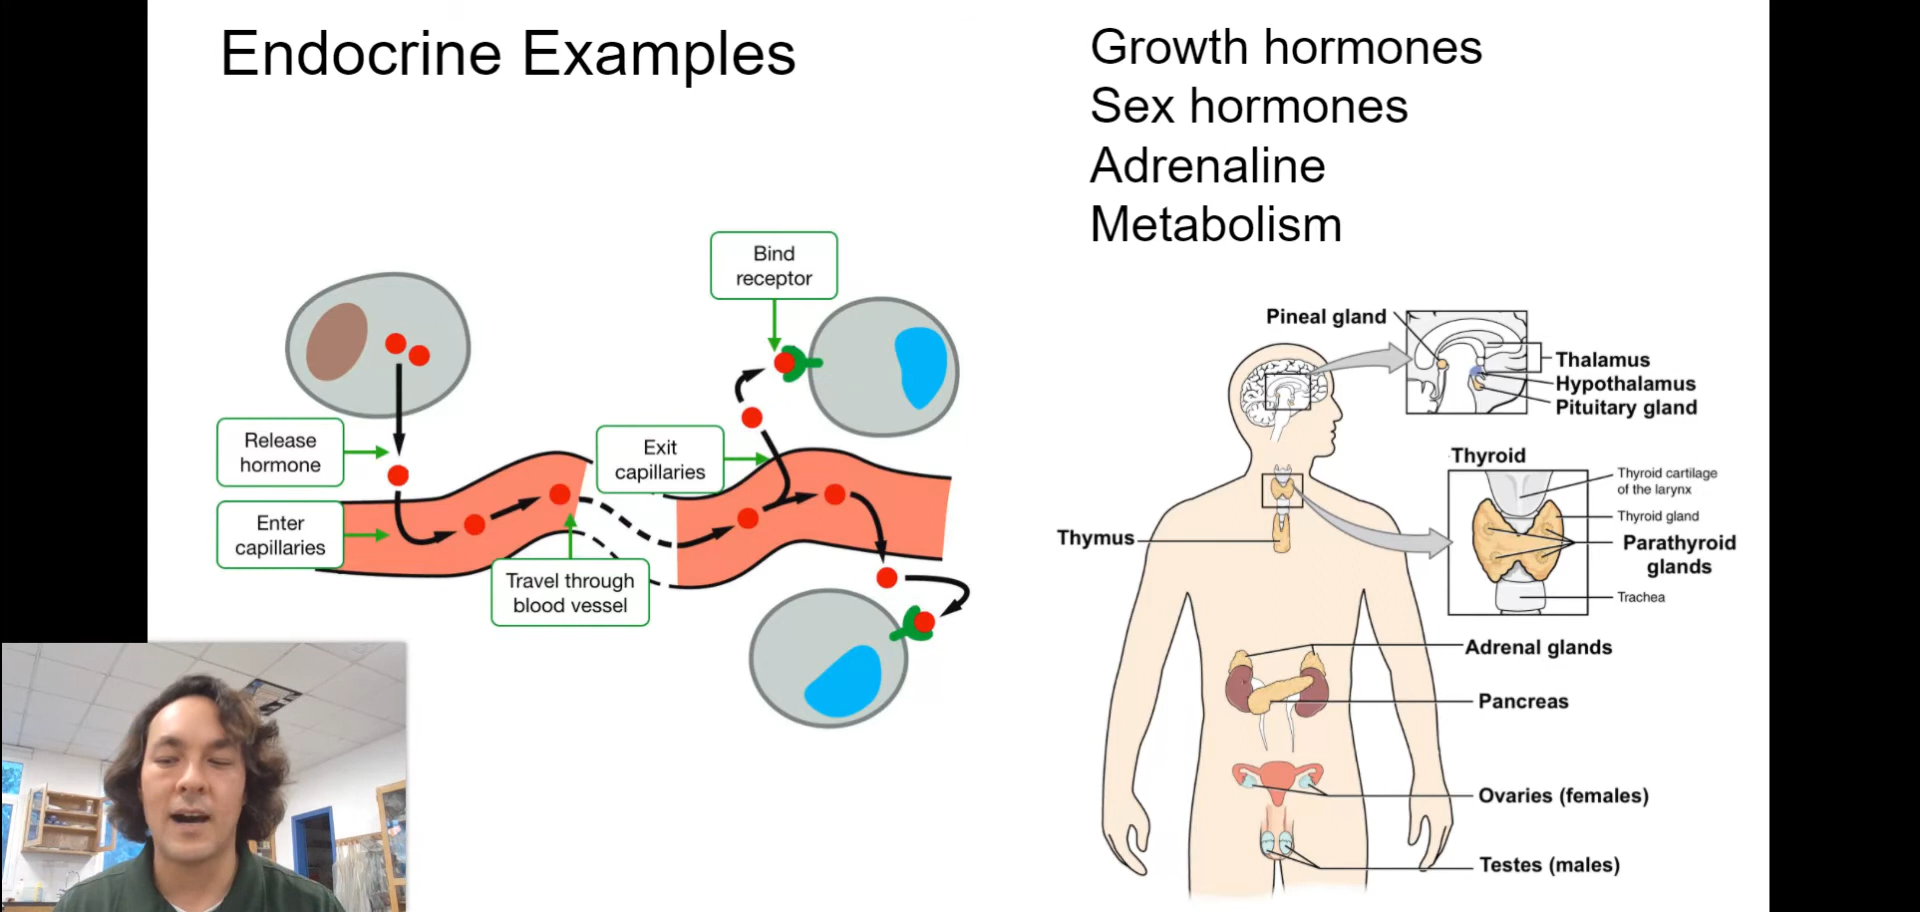 Endocrine Examples
Growth hormones
Sex hormones
Adrenaline
Metabolism
Bind
receptor
Release
hormone
Exit
capillaries
Enter
capillaries
Travel through
blood vessel
Pineal gland
Thalamus
Hypothalamus
Pituitary gland
Thyroid
Thyroid cartilage
of the larynx
Thyroid gland
Parathyroid
glands
Trachea
Thymus
Adrenal glands
Pancreas
Ovaries (females)
Testes (males)